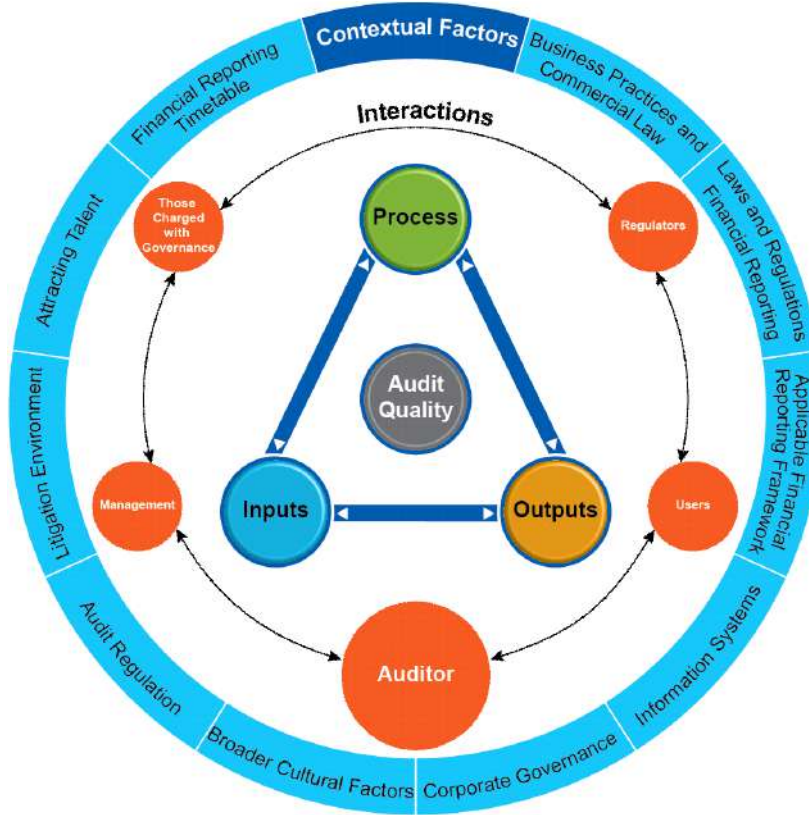 Contextual Factors
Business Practices and
Commercial Law
Laws and Regulations
Financial Reporting
Applicable Financial
Reporting Framework
Information Systems
Corporate Governance
Broader Cultural Factors
Audit Regulation
Litigation Environment
Attracting Talent
Financial Reporting
Timetable
Interactions
Those
Charged
with
Governance
Regulators
Process
Audit
Quality
Management
Inputs
Outputs
Users
Auditor